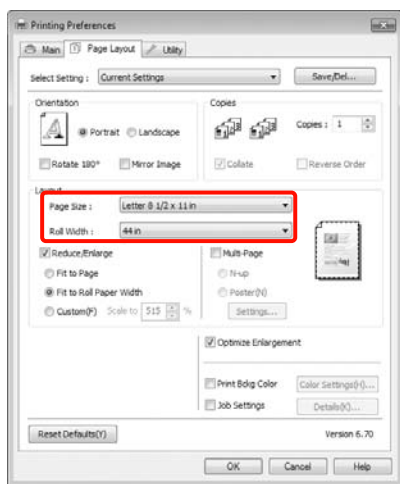 Printing Preferences
Main Page Layout Utility
Select Setting : Current Settings Save/Del...
Orientation Copies
A Portrait Landscape Copies : 1
Rotate 180° Mirror Image Collate Reverse Order
Layout
Page Size : Letter 8 1/2 x 11 in
Roll Width : 44 in
Reduce/Enlarge Multi-Page
Fit to Page N-up
Fit to Roll Paper Width Poster(N)
Custom(F) Scale to 515 % Settings...
Optimize Enlargement
Print Bckg Color Color Settings(H)...
Job Settings Details(K)...
Reset Defaults(Y) Version 6.70
OK Cancel Help